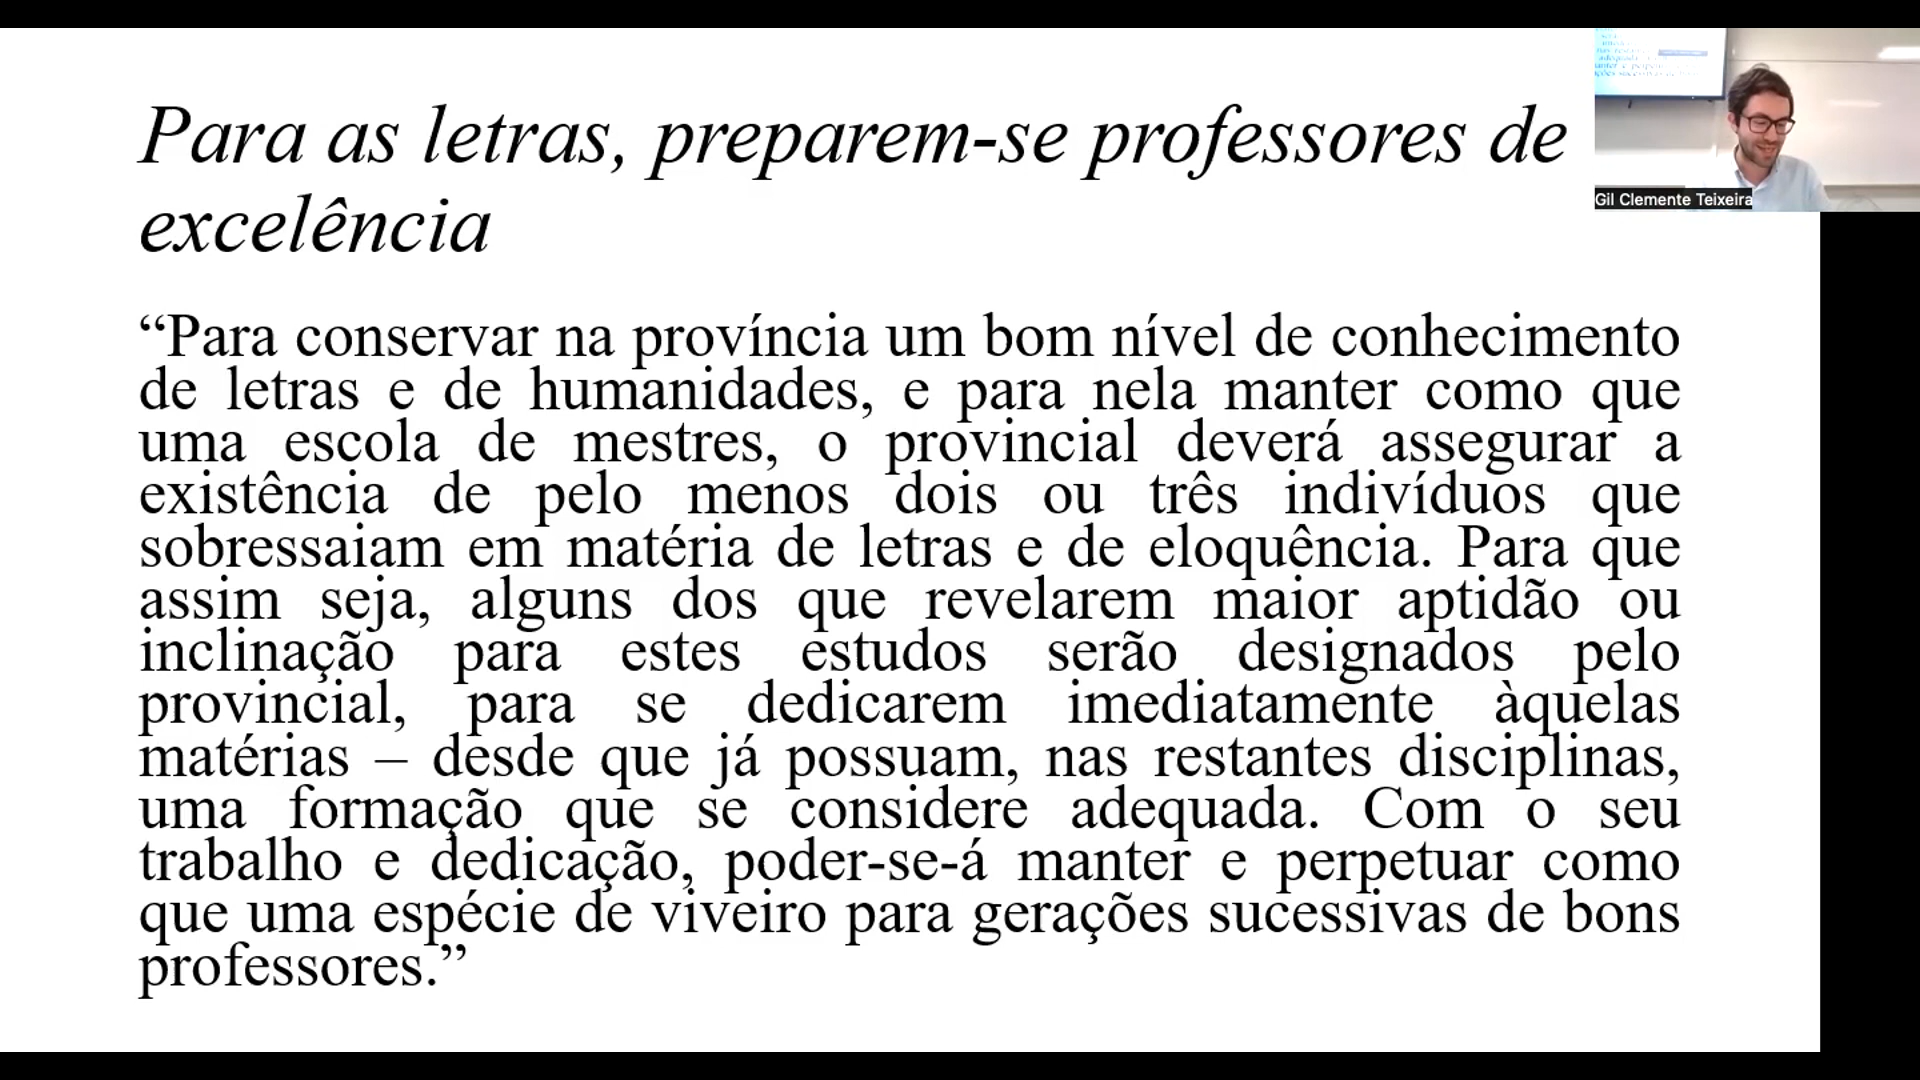 Para as letras, preparem-se professores de
excelência
Gil Clemente Teixeira
“Para conservar na província um bom nível de conhecimento
de letras e de humanidades, e para nela manter como que
uma escola de mestres, o provincial deverá assegurar a
existência de pelo menos dois ou três indivíduos que
sobressaiam em matéria de letras e de eloquência. Para que
assim seja, alguns dos que revelarem maior aptidão ou
inclinação para estes estudos serão designados pelo
provincial, para se dedicarem imediatamente àquelas
matérias – desde que já possuam, nas restantes disciplinas,
uma formação que se considere adequada. Com o seu
trabalho e dedicação, poder-se-á manter e perpetuar como
que uma espécie de viveiro para gerações sucessivas de bons
professores.”